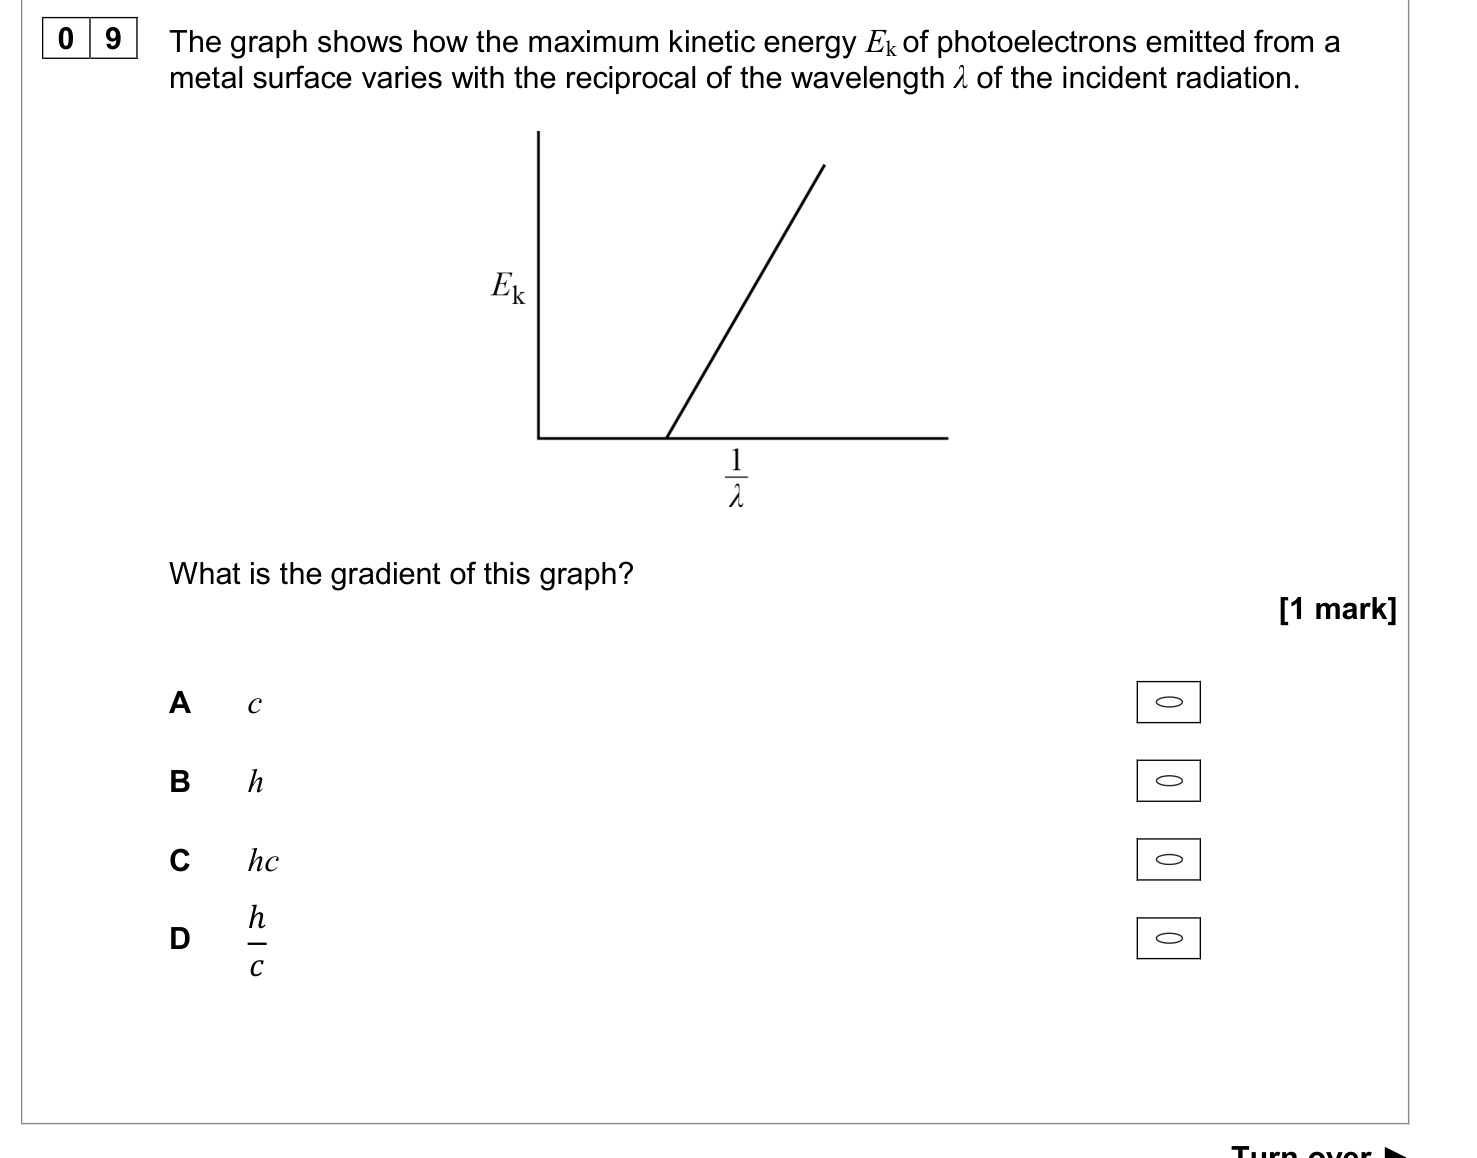 0 9 The graph shows how the maximum kinetic energy Eₖ of photoelectrons emitted from a
metal surface varies with the reciprocal of the wavelength λ of the incident radiation.
Eₖ
1
λ
What is the gradient of this graph?
[1 mark]
A c
B h
C hc
D h
c
Turn over ►